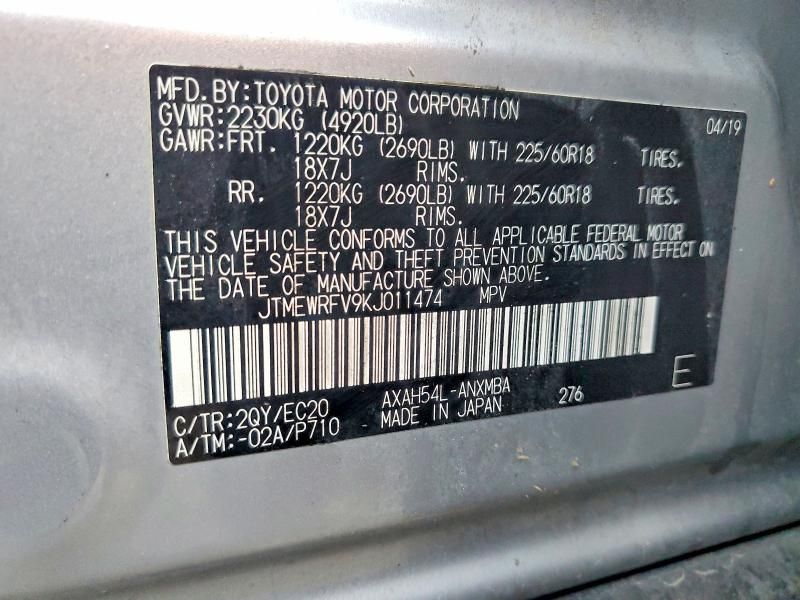 MFD.BY:TOYOTA MOTOR CORPORATION 04/19
GVWR:2230KG (4920LB)
GAWR:FRT. 1220KG (2690LB) WITH 225/60R18 TIRES.
18X7J RIMS.
RR. 1220KG (2690LB) WITH 225/60R18 TIRES.
18X7J RIMS.
THIS VEHICLE CONFORMS TO ALL APPLICABLE FEDERAL MOTOR
VEHICLE SAFETY AND THEFT PREVENTION STANDARDS IN EFFECT ON
THE DATE OF MANUFACTURE SHOWN ABOVE.
JTMEWRFV9KJ011474 MPV
C/TR:2QY/EC20 AXAH54L-ANXMBA 276 E
A/TM:-02A/P710 MADE IN JAPAN